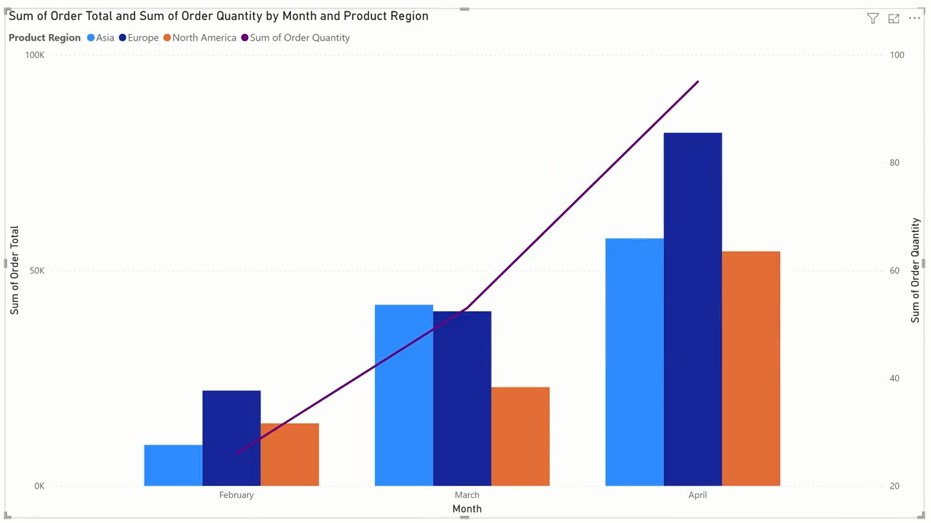 Sum of Order Total and Sum of Order Quantity by Month and Product Region
Product Region Asia Europe North America Sum of Order Quantity
100K
50K
0K
Sum of Order Total
100
80
60
40
20
Sum of Order Quantity
February March April
Month